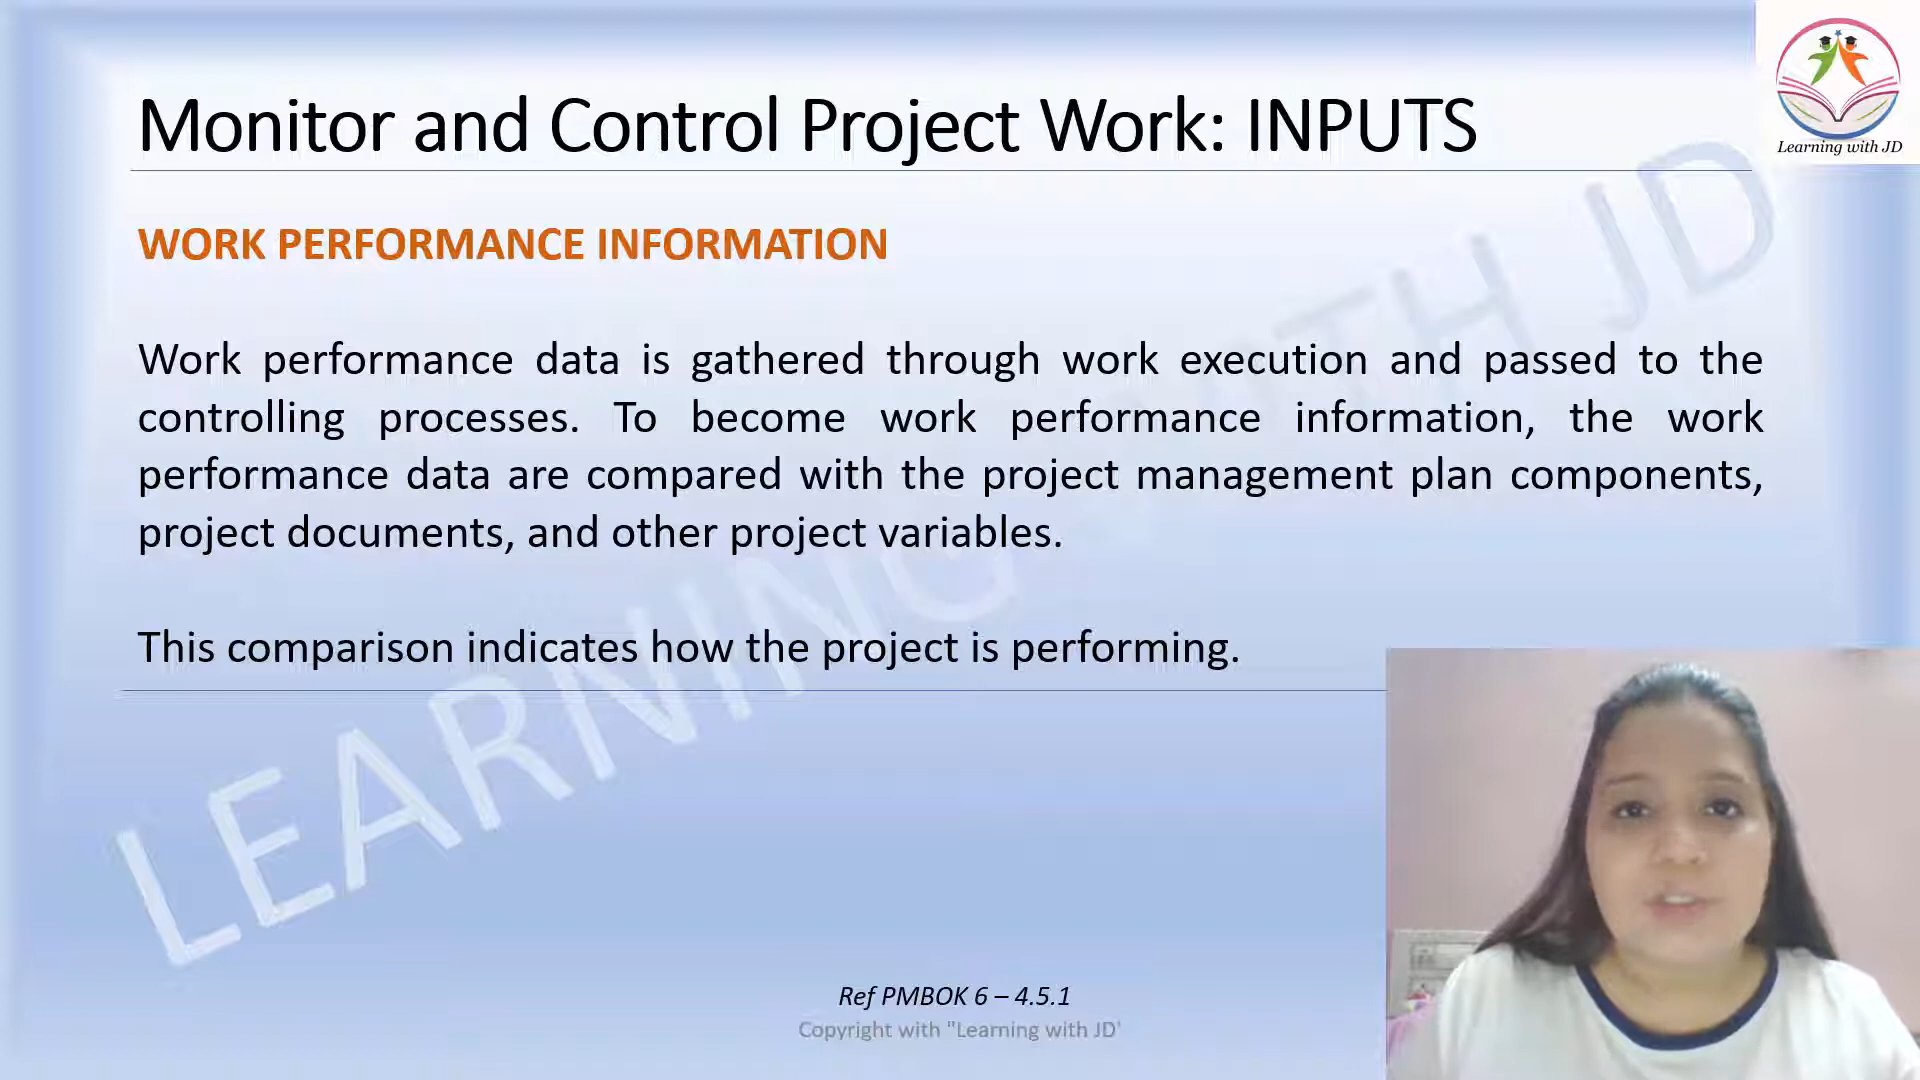 Monitor and Control Project Work: INPUTS
Learning with JD
WORK PERFORMANCE INFORMATION
Work performance data is gathered through work execution and passed to the
controlling processes. To become work performance information, the work
performance data are compared with the project management plan components,
project documents, and other project variables.
This comparison indicates how the project is performing.
LEARNING WITH JD
Ref PMBOK 6 – 4.5.1
Copyright with "Learning with JD'